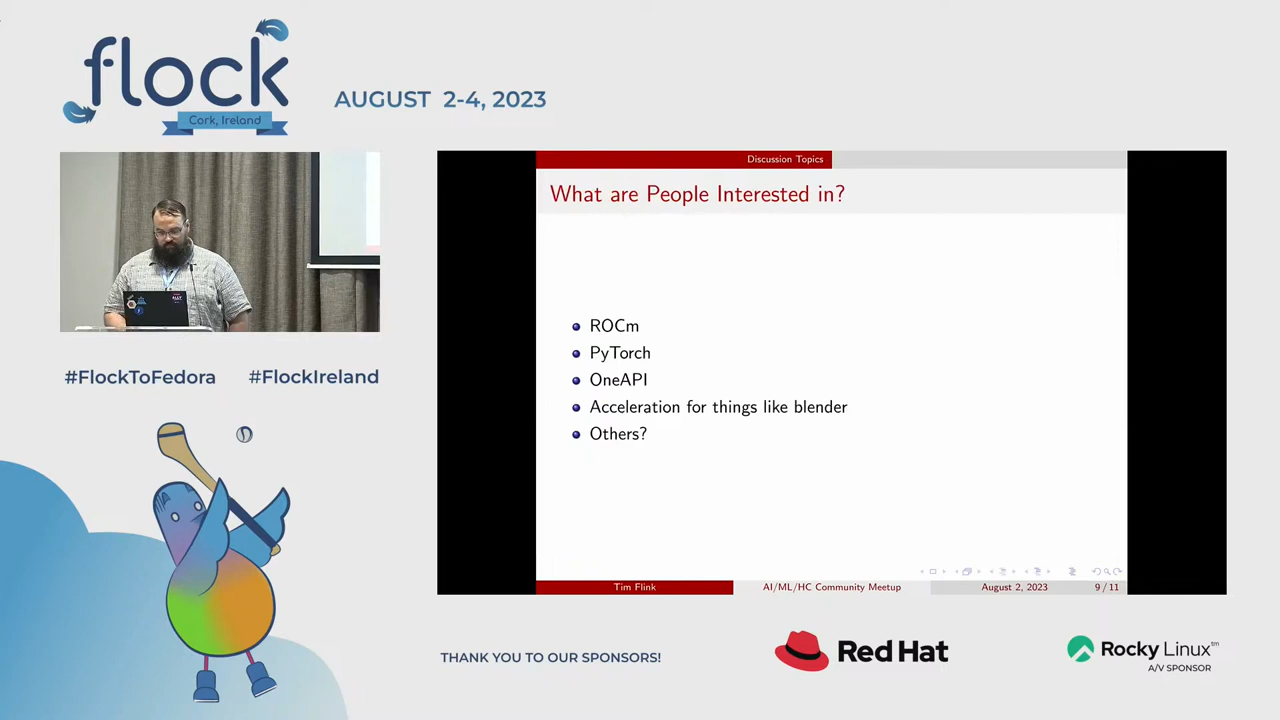 flock
Cork, Ireland
AUGUST 2-4, 2023
Discussion Topics
What are People Interested in?
ROCm
PyTorch
OneAPI
Acceleration for things like blender
Others?
Tim Flink
AI/ML/HC Community Meetup
August 2, 2023
9 / 11
#FlockToFedora #FlockIreland
THANK YOU TO OUR SPONSORS!
Red Hat
Rocky Linux™
A/V SPONSOR